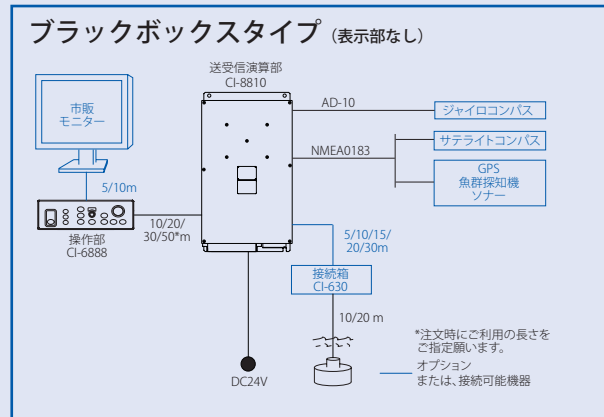 ブラックボックスタイプ（表示部なし）
送受信演算部
CI-8810
市販
モニター
AD-10
ジャイロコンパス
サテライトコンパス
NMEA0183
GPS
魚群探知機
ソナー
5/10m
操作部
CI-6888
10/20/
30/50*m
5/10/15/
20/30m
接続箱
CI-630
10/20 m
DC24V
*注文時にご利用の長さを
ご指定願います。
オプション
または、接続可能機器